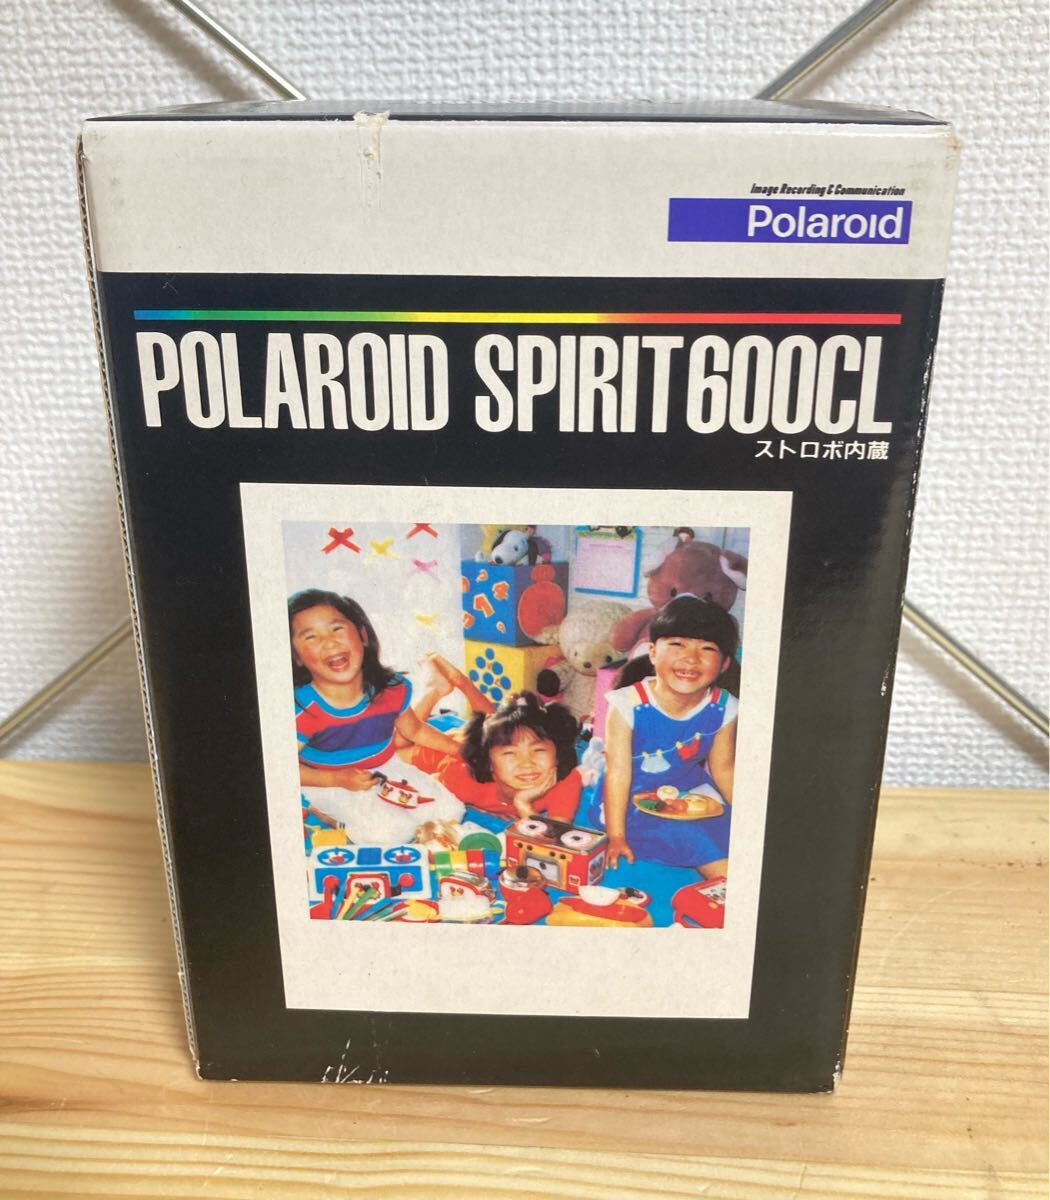 Image Recording & Communication
Polaroid
POLAROID SPIRIT600CL
ストロボ内蔵